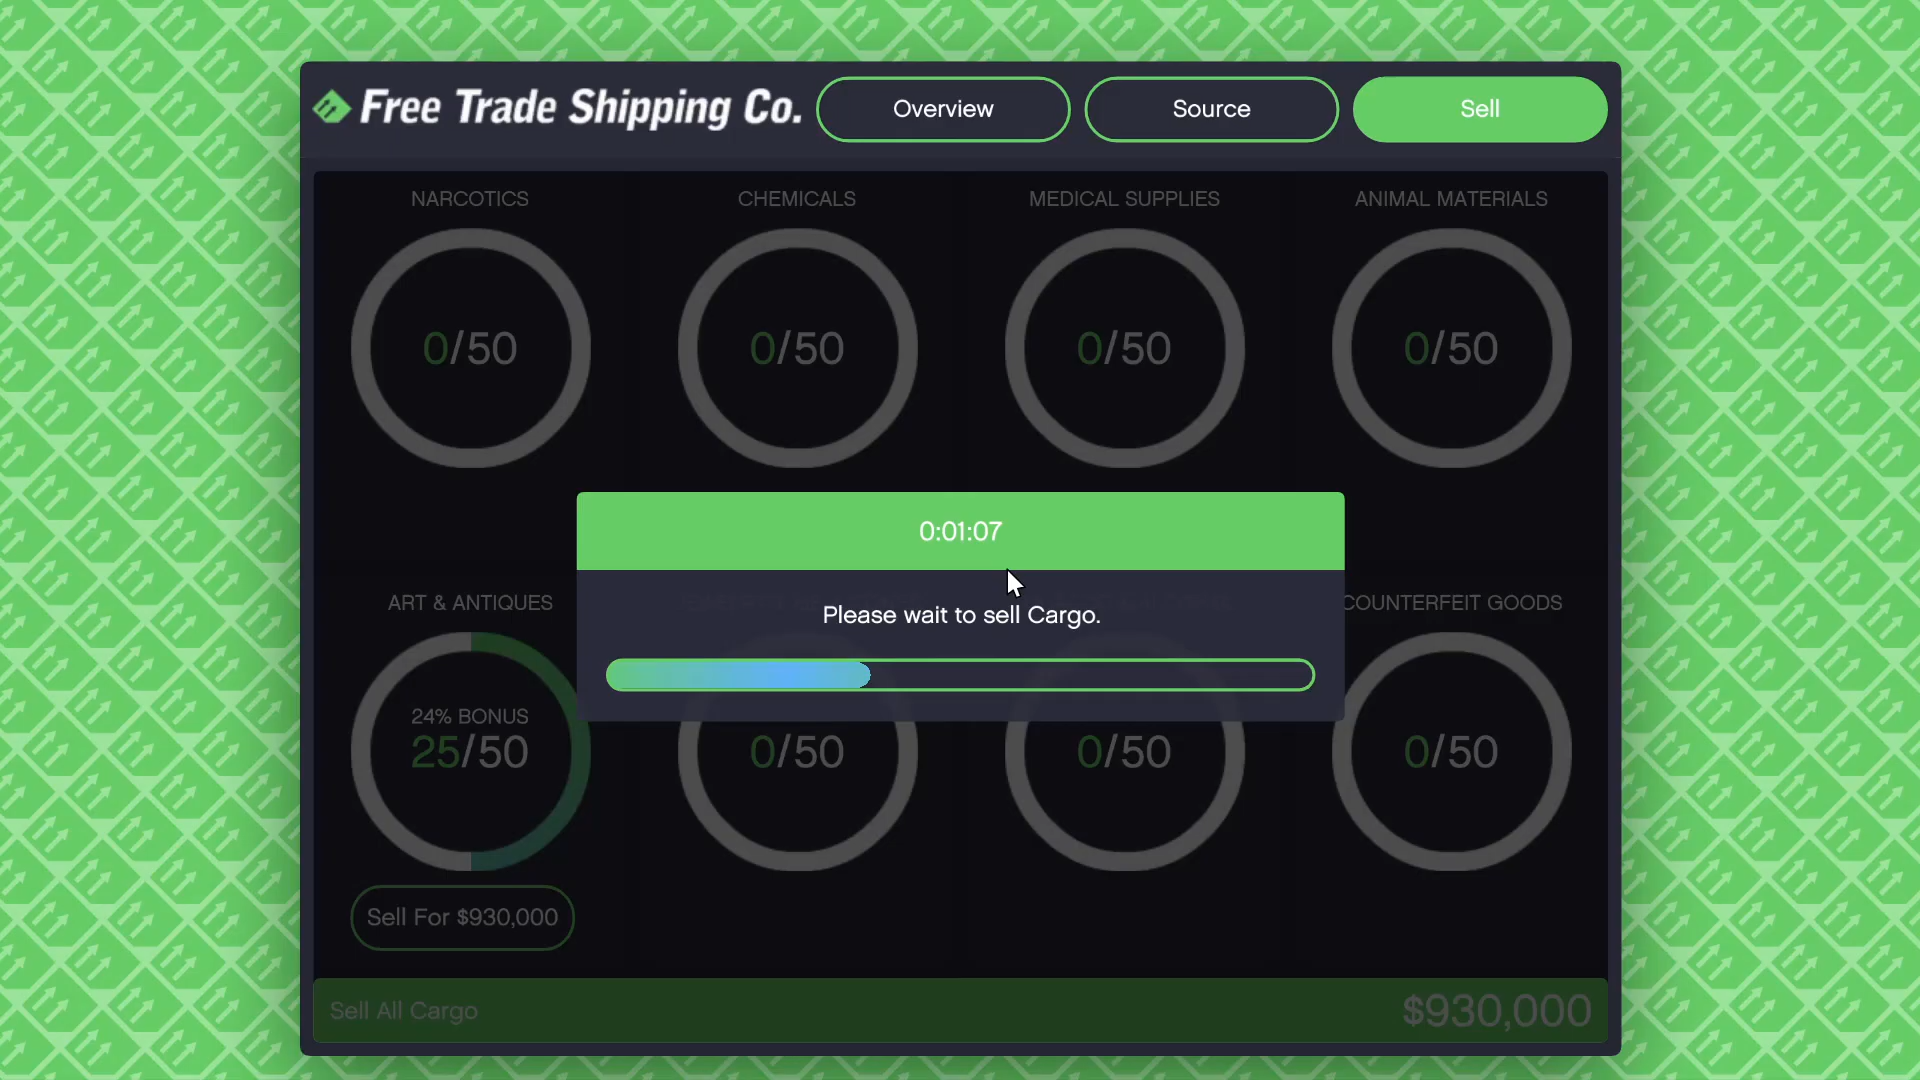 Free Trade Shipping Co.
Overview
Source
Sell
NARCOTICS
CHEMICALS
MEDICAL SUPPLIES
ANIMAL MATERIALS
0/50
0/50
0/50
0/50
0:01:07
Please wait to sell Cargo.
ART & ANTIQUES
COUNTERFEIT GOODS
24% BONUS
25/50
0/50
0/50
0/50
Sell For $930,000
Sell All Cargo
$930,000